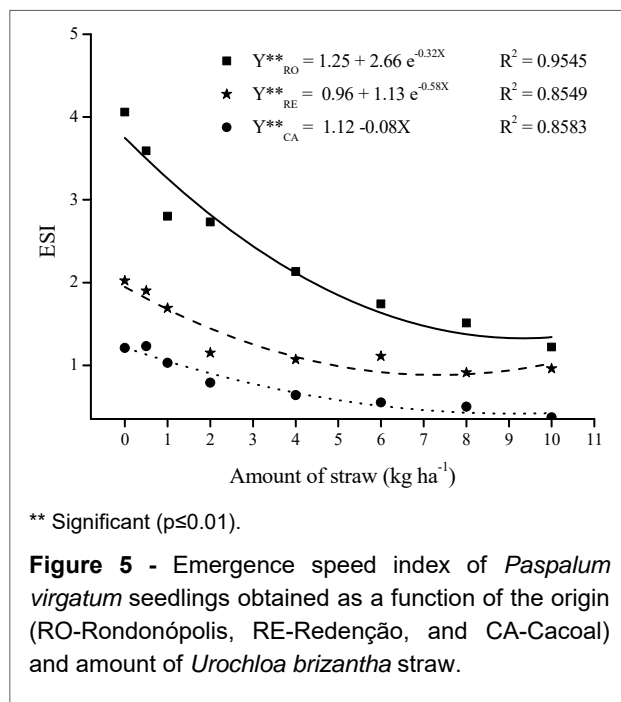 5
4
3
2
1
ESI
Y**RO = 1.25 + 2.66 e^-0.32X R² = 0.9545
Y**RE = 0.96 + 1.13 e^-0.58X R² = 0.8549
Y**CA = 1.12 -0.08X R² = 0.8583
0 1 2 3 4 5 6 7 8 9 10 11
Amount of straw (kg ha⁻¹)
** Significant (p≤0.01).
Figure 5 - Emergence speed index of Paspalum
virgatum seedlings obtained as a function of the origin
(RO-Rondonópolis, RE-Redenção, and CA-Cacoal)
and amount of Urochloa brizantha straw.